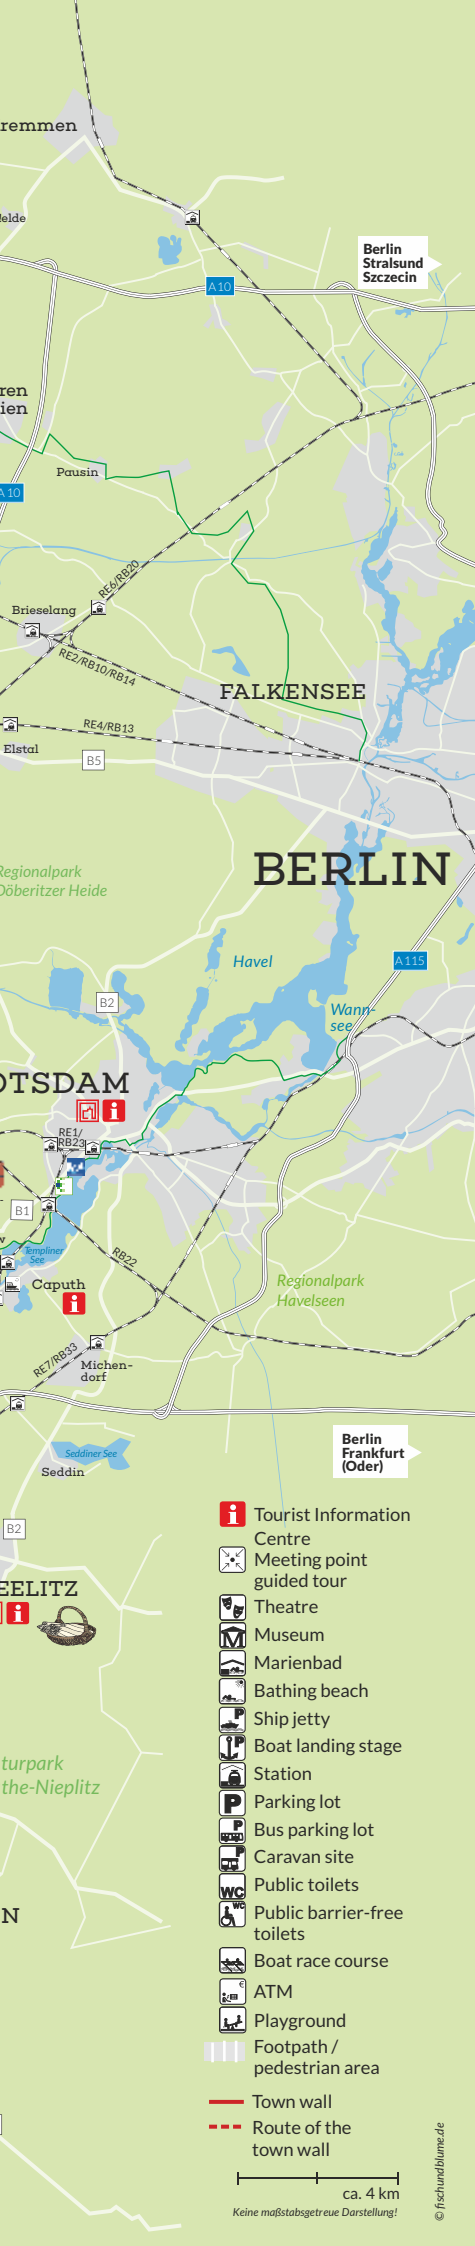 remmen
elde
Berlin
Stralsund
Szczecin
A10
ren
ien
A 10
Pausin
RE6/RB20
Brieselang
RE2/RB10/RB14
FALKENSEE
RE4/RB13
Elstal
B5
BERLIN
Regionalpark
Döberitzer Heide
Havel
A115
B2
Wann-
see
OTSDAM
RE1/
RB23
B1
w
Templiner
See
RB22
Caputh
Regionalpark
Havelseen
RE7/RB33
Michen-
dorf
Berlin
Frankfurt
(Oder)
Seddiner See
Seddin
B2
EELITZ
Tourist Information
Centre
Meeting point
guided tour
Theatre
Museum
Marienbad
Bathing beach
Ship jetty
Boat landing stage
Station
P Parking lot
P Bus parking lot
P Caravan site
WC Public toilets
WC Public barrier-free
toilets
Boat race course
€ ATM
Playground
Footpath /
pedestrian area
Town wall
Route of the
town wall
turpark
the-Nieplitz
N
ca. 4 km
Keine maßstabsgetreue Darstellung!
© fischundblume.de